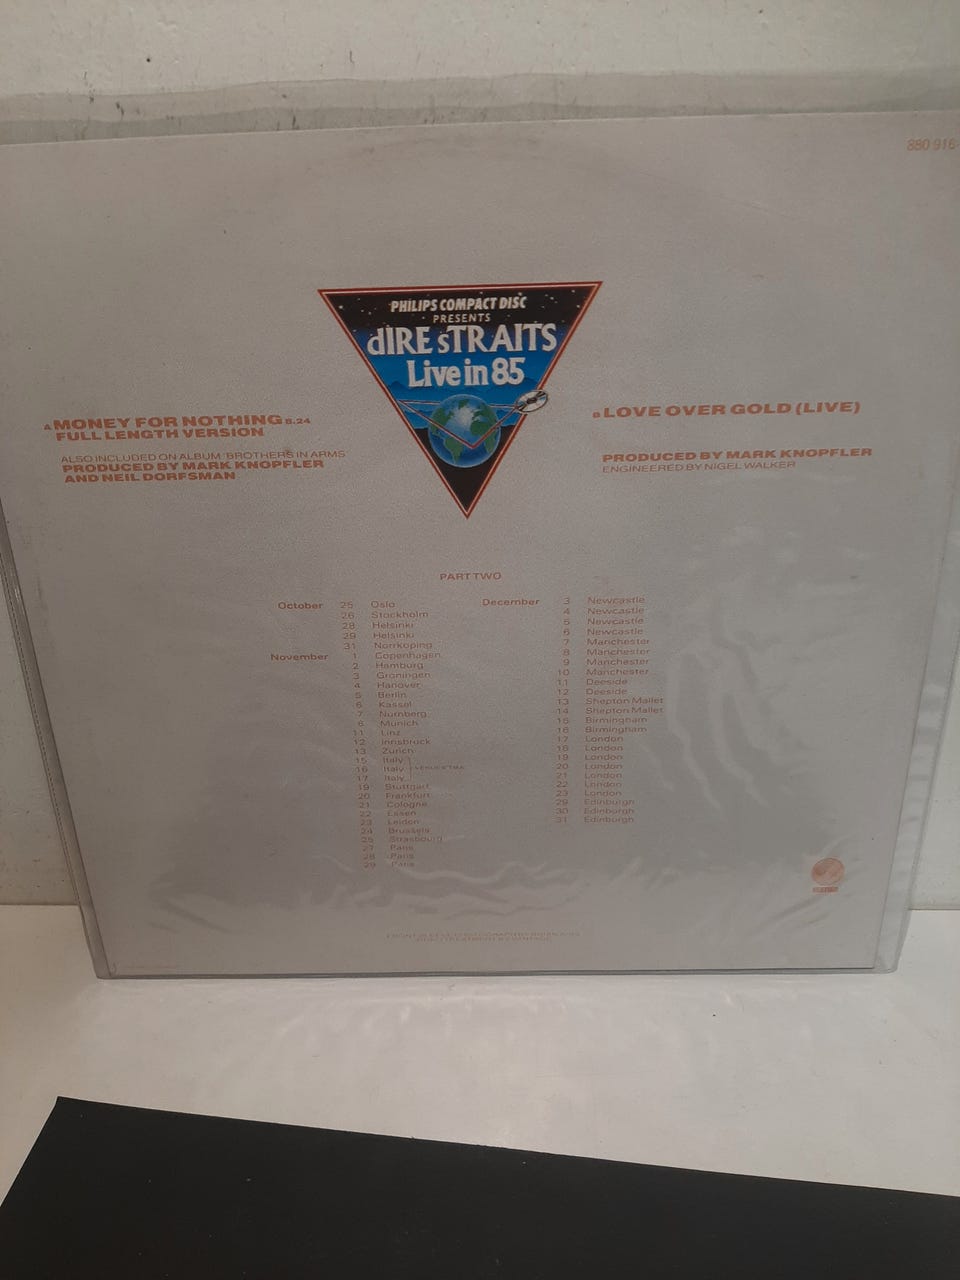 880 916
PHILIPS COMPACT DISC
PRESENTS
dIRE sTRAITS
Live in 85
A MONEY FOR NOTHING 8.24
FULL LENGTH VERSION
ALSO INCLUDED ON ALBUM 'BROTHERS IN ARMS
PRODUCED BY MARK KNOPFLER
AND NEIL DORFSMAN
B LOVE OVER GOLD (LIVE)
PRODUCED BY MARK KNOPFLER
ENGINEERED BY NIGEL WALKER
PART TWO
October 25 Oslo
26 Stockholm
28 Helsinki
29 Helsinki
31 Norrkoping
November 1 Copenhagen
2 Hamburg
3 Groningen
4 Hanover
5 Berlin
6 Kassel
7 Nurnberg
Munich
11 Linz
12 Innsbruck
13 Zurich
15 Italy
16 Italy
17 Italy
19 Stuttgart
20 Frankfurt
21 Cologne
22 Essen
23 Leiden
24 Brussels
25 Strasbourg
27 Paris
28 Paris
29 Paris
December 3 Newcastle
4 Newcastle
5 Newcastle
6 Newcastle
7 Manchester
8 Manchester
9 Manchester
10 Manchester
11 Deeside
12 Deeside
13 Shepton Mallet
14 Shepton Mallet
15 Birmingham
16 Birmingham
17 London
18 London
19 London
20 London
21 London
22 London
23 London
29 Edinburgh
30 Edinburgh
31 Edinburgh